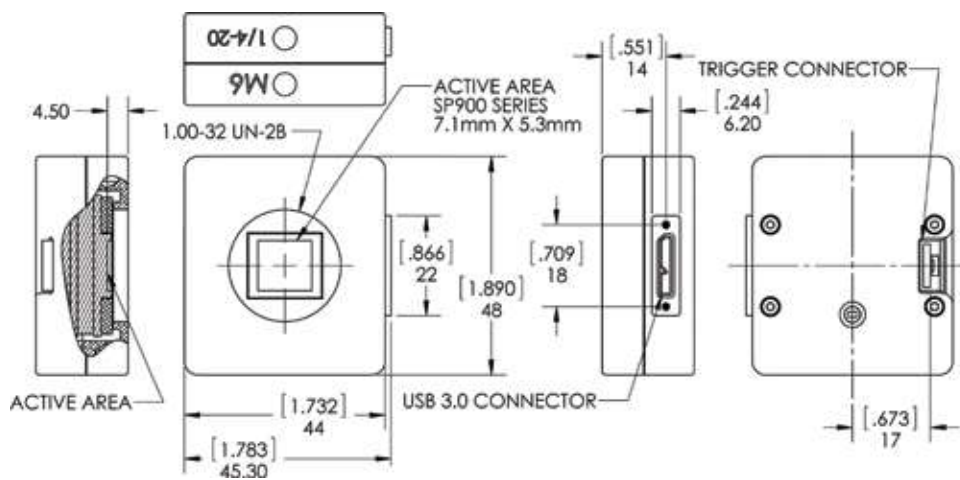 1/4-20
M6
4.50
1.00-32 UN-2B
ACTIVE AREA
SP900 SERIES
7.1mm X 5.3mm
[.551]
14
TRIGGER CONNECTOR
[.244]
6.20
[.866]
22
[1.890]
48
[.709]
18
ACTIVE AREA
USB 3.0 CONNECTOR
[1.732]
44
[1.783]
45.30
[.673]
17